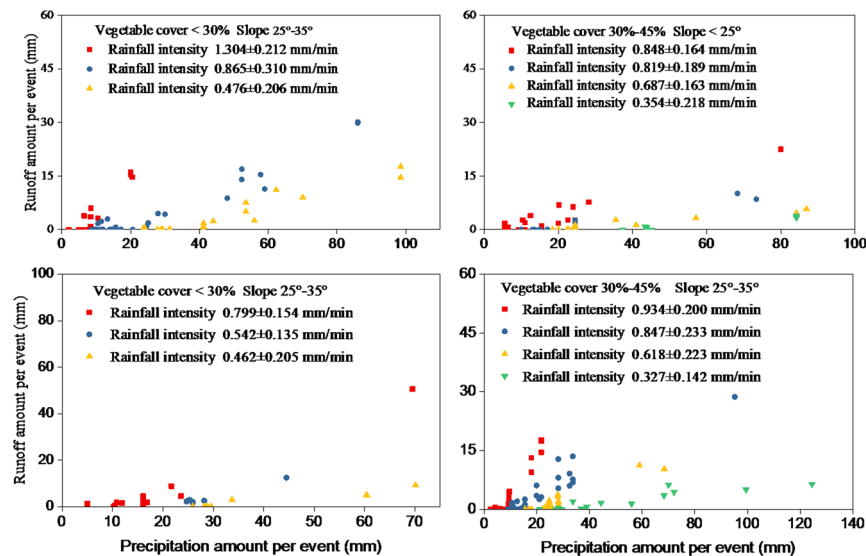 Vegetable cover < 30% Slope 25°-35°
Rainfall intensity 1.304±0.212 mm/min
Rainfall intensity 0.865±0.310 mm/min
Rainfall intensity 0.476±0.206 mm/min
Runoff amount per event (mm)
60
45
30
15
0
0 20 40 60 80 100
Vegetable cover 30%-45% Slope < 25°
Rainfall intensity 0.848±0.164 mm/min
Rainfall intensity 0.819±0.189 mm/min
Rainfall intensity 0.687±0.163 mm/min
Rainfall intensity 0.354±0.218 mm/min
60
45
30
15
0
0 20 40 60 80 100
Vegetable cover < 30% Slope 25°-35°
Rainfall intensity 0.799±0.154 mm/min
Rainfall intensity 0.542±0.135 mm/min
Rainfall intensity 0.462±0.205 mm/min
Runoff amount per event (mm)
100
80
60
40
20
0
0 10 20 30 40 50 60 70
Precipitation amount per event (mm)
Vegetable cover 30%-45% Slope 25°-35°
Rainfall intensity 0.934±0.200 mm/min
Rainfall intensity 0.847±0.233 mm/min
Rainfall intensity 0.618±0.223 mm/min
Rainfall intensity 0.327±0.142 mm/min
60
45
30
15
0
0 20 40 60 80 100 120 140
Precipitation amount per event (mm)